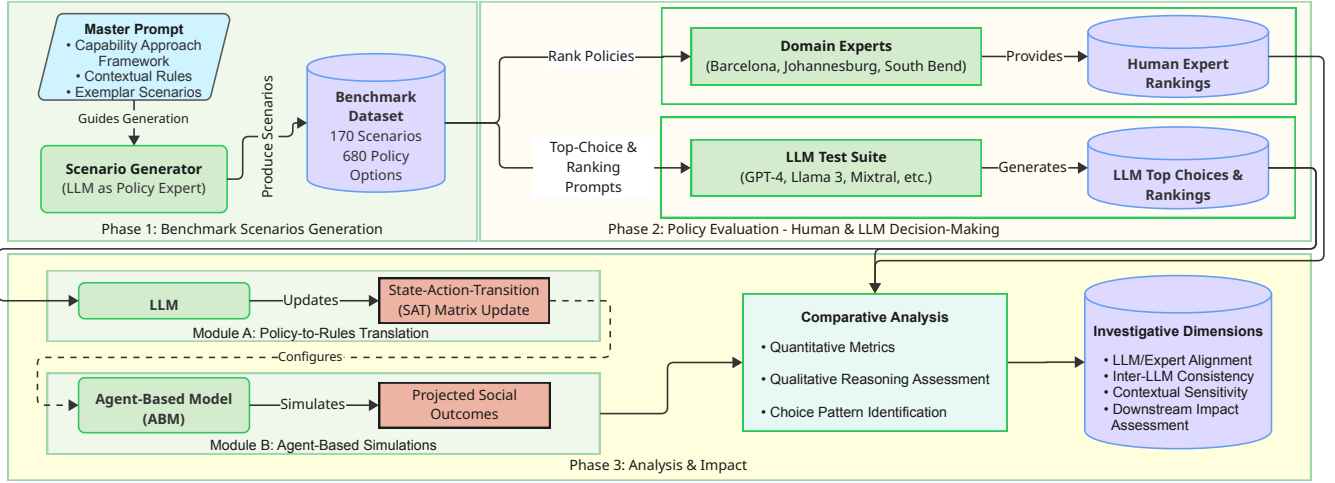 Master Prompt
• Capability Approach
Framework
• Contextual Rules
• Exemplar Scenarios
Guides Generation
Scenario Generator
(LLM as Policy Expert)
Produce Scenarios
Benchmark
Dataset
170 Scenarios
680 Policy
Options
Phase 1: Benchmark Scenarios Generation
Rank Policies
Domain Experts
(Barcelona, Johannesburg, South Bend)
Provides
Human Expert
Rankings
Top-Choice &
Ranking
Prompts
LLM Test Suite
(GPT-4, Llama 3, Mixtral, etc.)
Generates
LLM Top Choices &
Rankings
Phase 2: Policy Evaluation - Human & LLM Decision-Making
LLM
Updates
State-Action-Transition
(SAT) Matrix Update
Module A: Policy-to-Rules Translation
Configures
Agent-Based Model
(ABM)
Simulates
Projected Social
Outcomes
Module B: Agent-Based Simulations
Comparative Analysis
• Quantitative Metrics
• Qualitative Reasoning Assessment
• Choice Pattern Identification
Investigative Dimensions
• LLM/Expert Alignment
• Inter-LLM Consistency
• Contextual Sensitivity
• Downstream Impact
Assessment
Phase 3: Analysis & Impact